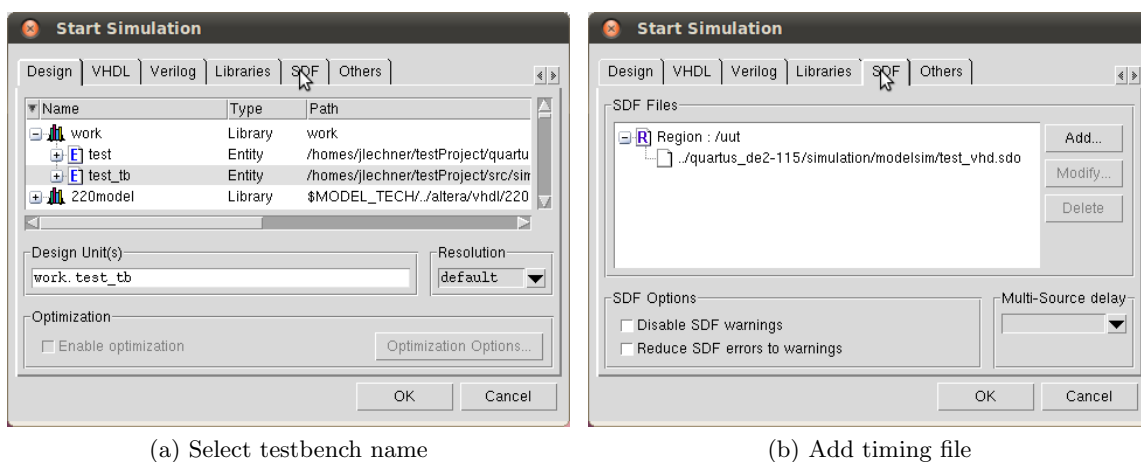 Start Simulation
Design VHDL Verilog Libraries SDF Others
Name Type Path
work Library work
E test Entity /homes/jlechner/testProject/quartu
E test_tb Entity /homes/jlechner/testProject/src/sim
220model Library $MODEL_TECH/../altera/vhdl/220
Design Unit(s)
Resolution
work.test_tb
default
Optimization
Enable optimization
Optimization Options...
OK Cancel
(a) Select testbench name
Start Simulation
Design VHDL Verilog Libraries SDF Others
SDF Files
R Region : /uut
../quartus_de2-115/simulation/modelsim/test_vhd.sdo
Add...
Modify...
Delete
SDF Options
Disable SDF warnings
Reduce SDF errors to warnings
Multi-Source delay
OK Cancel
(b) Add timing file